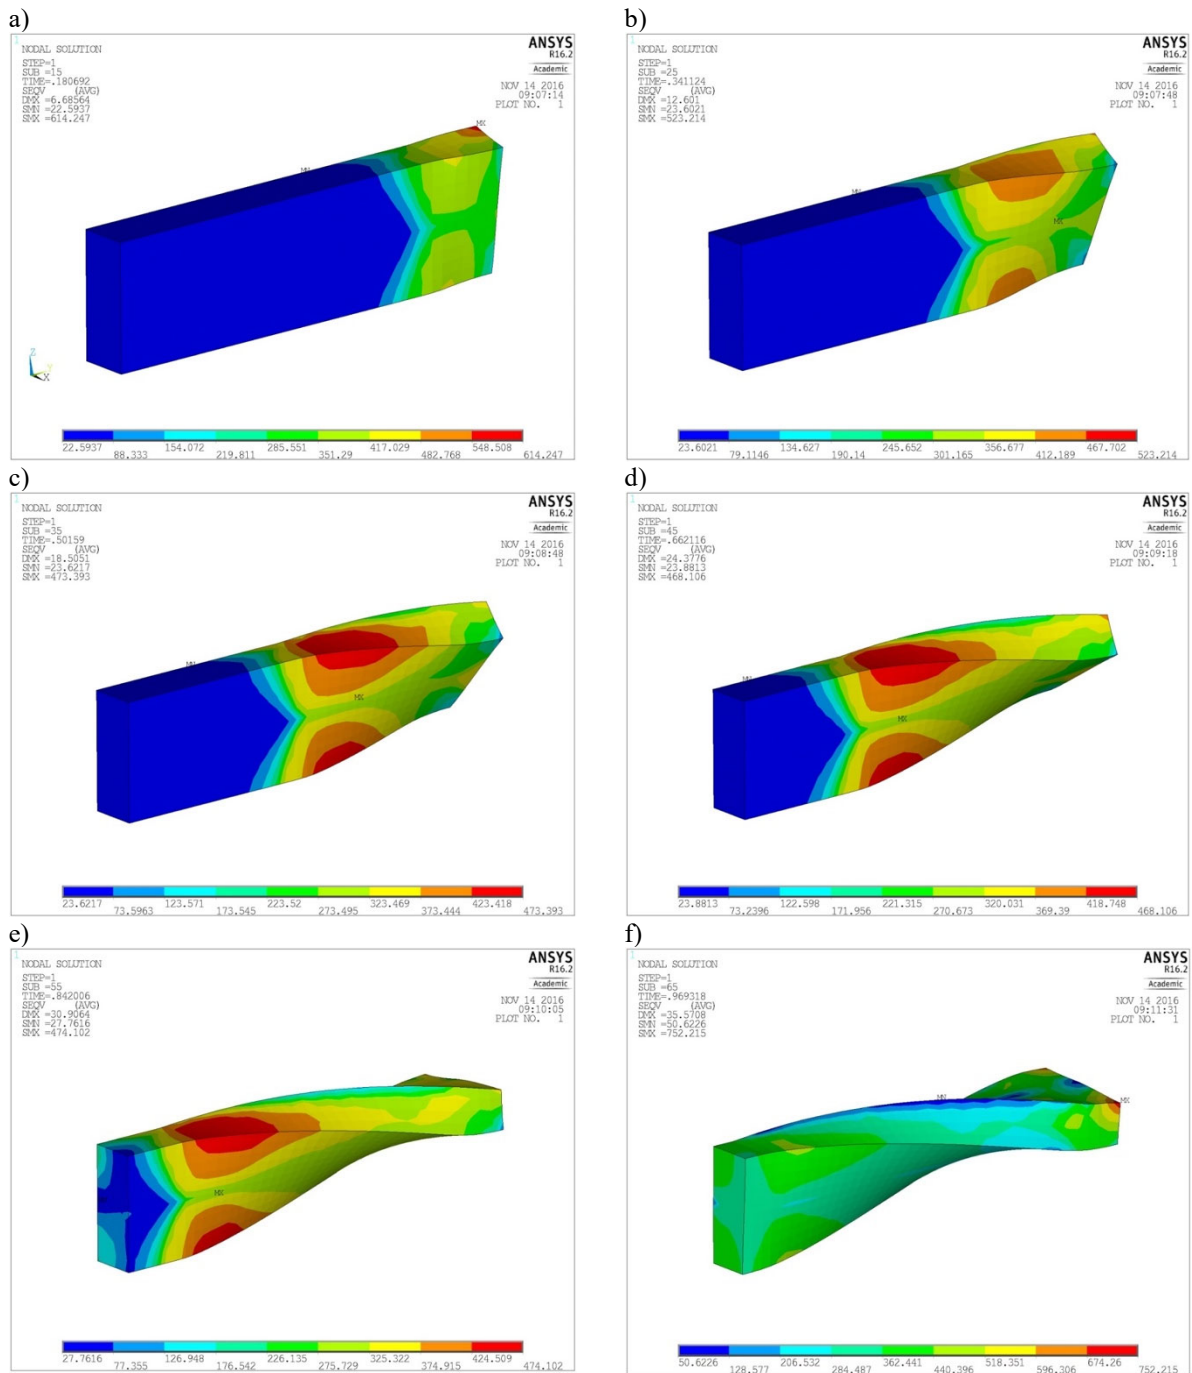 a)
1
NODAL SOLUTION
STEP=1
SUB =15
TIME=.180692
SEQV (AVG)
DMX =6.68564
SMN =22.5937
SMX =614.247
ANSYS
R16.2
Academic
NOV 14 2016
09:07:14
PLOT NO. 1
MX
MN
Z
Y
X
22.5937 154.072 285.551 417.029 548.508
88.333 219.811 351.29 482.768 614.247
b)
1
NODAL SOLUTION
STEP=1
SUB =25
TIME=.341124
SEQV (AVG)
DMX =12.601
SMN =23.6021
SMX =523.214
ANSYS
R16.2
Academic
NOV 14 2016
09:07:48
PLOT NO. 1
MN
MX
23.6021 134.627 245.652 356.677 467.702
79.1146 190.14 301.165 412.189 523.214
c)
1
NODAL SOLUTION
STEP=1
SUB =35
TIME=.50159
SEQV (AVG)
DMX =18.5051
SMN =23.6217
SMX =473.393
ANSYS
R16.2
Academic
NOV 14 2016
09:08:48
PLOT NO. 1
MN
MX
23.6217 123.571 223.52 323.469 423.418
73.5963 173.545 273.495 373.444 473.393
d)
1
NODAL SOLUTION
STEP=1
SUB =45
TIME=.662116
SEQV (AVG)
DMX =24.3776
SMN =23.8813
SMX =468.106
ANSYS
R16.2
Academic
NOV 14 2016
09:09:18
PLOT NO. 1
MN
MX
23.8813 122.598 221.315 320.031 418.748
73.2396 171.956 270.673 369.39 468.106
e)
1
NODAL SOLUTION
STEP=1
SUB =55
TIME=.842006
SEQV (AVG)
DMX =30.9064
SMN =27.7616
SMX =474.102
ANSYS
R16.2
Academic
NOV 14 2016
09:10:05
PLOT NO. 1
MX
27.7616 126.948 226.135 325.322 424.509
77.355 176.542 275.729 374.915 474.102
f)
1
NODAL SOLUTION
STEP=1
SUB =65
TIME=.969318
SEQV (AVG)
DMX =35.5708
SMN =50.6226
SMX =752.215
ANSYS
R16.2
Academic
NOV 14 2016
09:11:31
PLOT NO. 1
MN
MX
50.6226 206.532 362.441 518.351 674.26
128.577 284.487 440.396 596.306 752.215